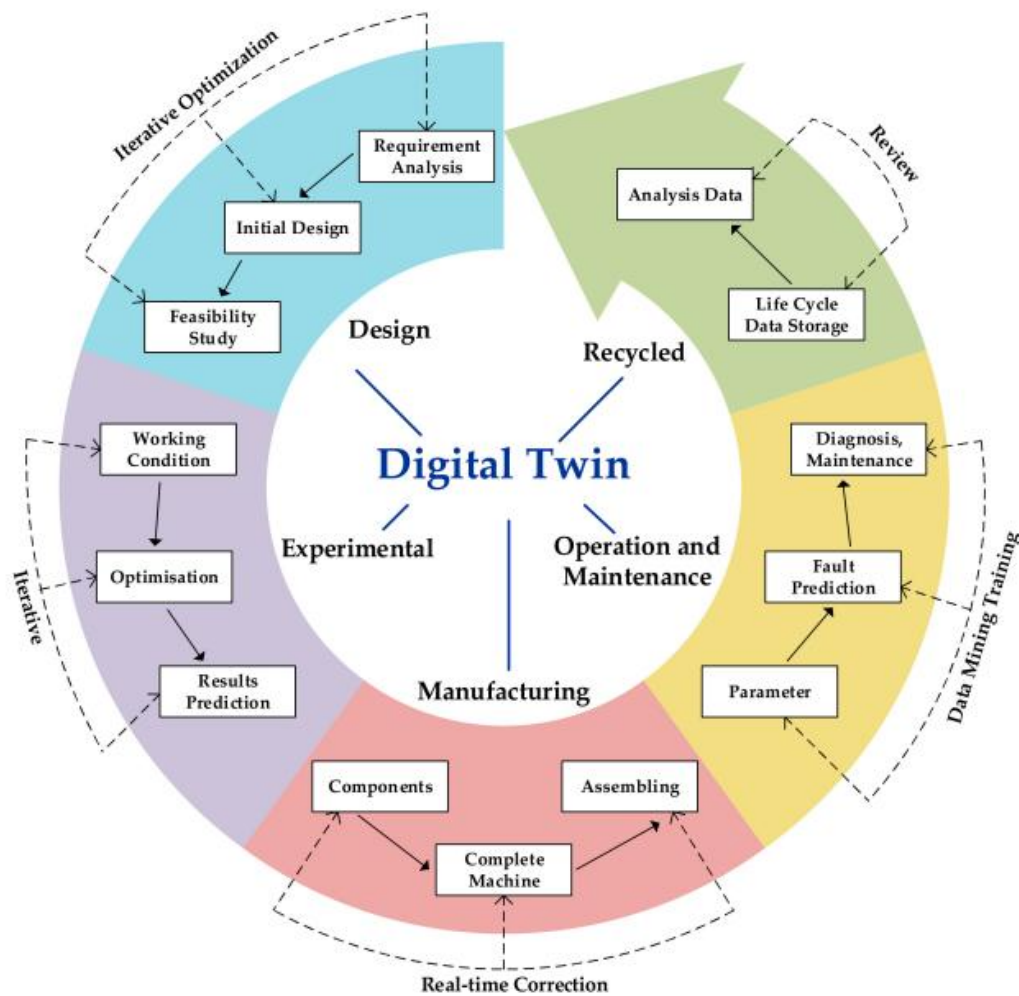 Iterative Optimization
Requirement
Analysis
Initial Design
Feasibility
Study
Design
Review
Analysis Data
Life Cycle
Data Storage
Recycled
Digital Twin
Working
Condition
Optimisation
Results
Prediction
Iterative
Experimental
Operation and
Maintenance
Diagnosis,
Maintenance
Fault
Prediction
Parameter
Data Mining Training
Manufacturing
Components
Complete
Machine
Assembling
Real-time Correction